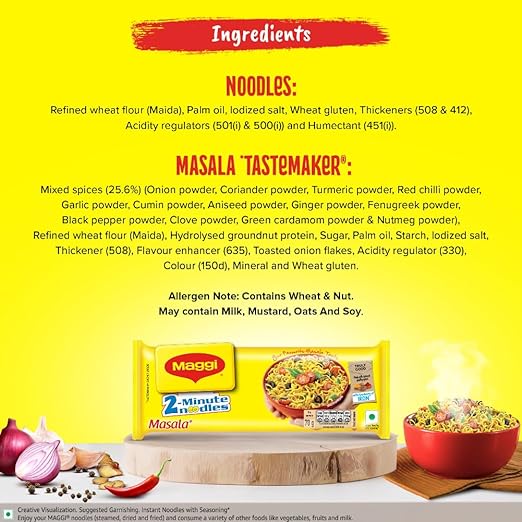 Ingredients
NOODLES:
Refined wheat flour (Maida), Palm oil, Iodized salt, Wheat gluten, Thickeners (508 & 412),
Acidity regulators (501(i) & 500(i)) and Humectant (451(i)).
MASALA 'TASTEMAKER®:
Mixed spices (25.6%) (Onion powder, Coriander powder, Turmeric powder, Red chilli powder,
Garlic powder, Cumin powder, Aniseed powder, Ginger powder, Fenugreek powder,
Black pepper powder, Clove powder, Green cardamom powder & Nutmeg powder),
Refined wheat flour (Maida), Hydrolysed groundnut protein, Sugar, Palm oil, Starch, Iodized salt,
Thickener (508), Flavour enhancer (635), Toasted onion flakes, Acidity regulator (330),
Colour (150d), Mineral and Wheat gluten.
Allergen Note: Contains Wheat & Nut.
May contain Milk, Mustard, Oats And Soy.
Maggi
2-Minute
noodles
Masala
IRON
70 g
Creative Visualization. Suggested Garnishing. Instant Noodles with Seasoning*
Enjoy your MAGGI® noodles (steamed, dried and fried) and consume a variety of other foods like vegetables, fruits and milk.